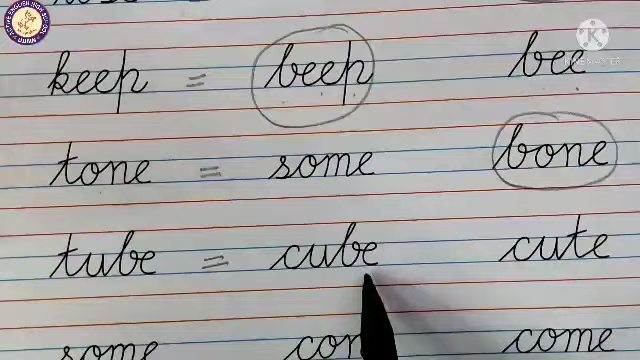 keep = beep bee
tone = some bone
tube = cube cute
some come